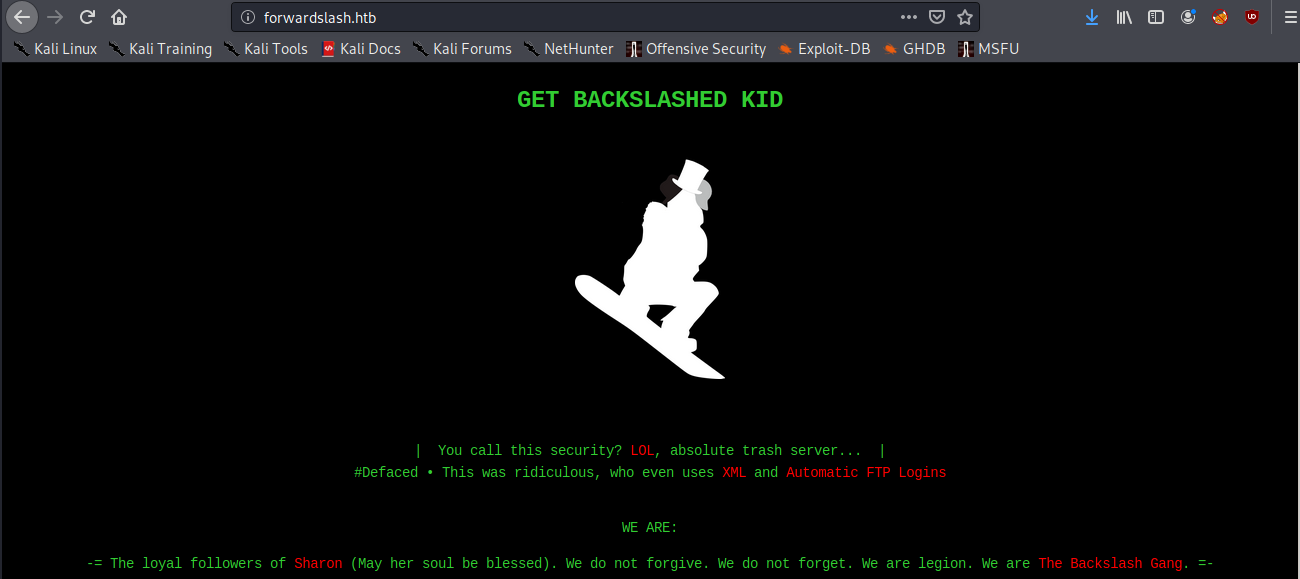 forwardslash.htb
Kali Linux Kali Training Kali Tools Kali Docs Kali Forums NetHunter Offensive Security Exploit-DB GHDB MSFU
GET BACKSLASHED KID
| You call this security? LOL, absolute trash server... |
#Defaced • This was ridiculous, who even uses XML and Automatic FTP Logins
WE ARE:
-= The loyal followers of Sharon (May her soul be blessed). We do not forgive. We do not forget. We are legion. We are The Backslash Gang. =-